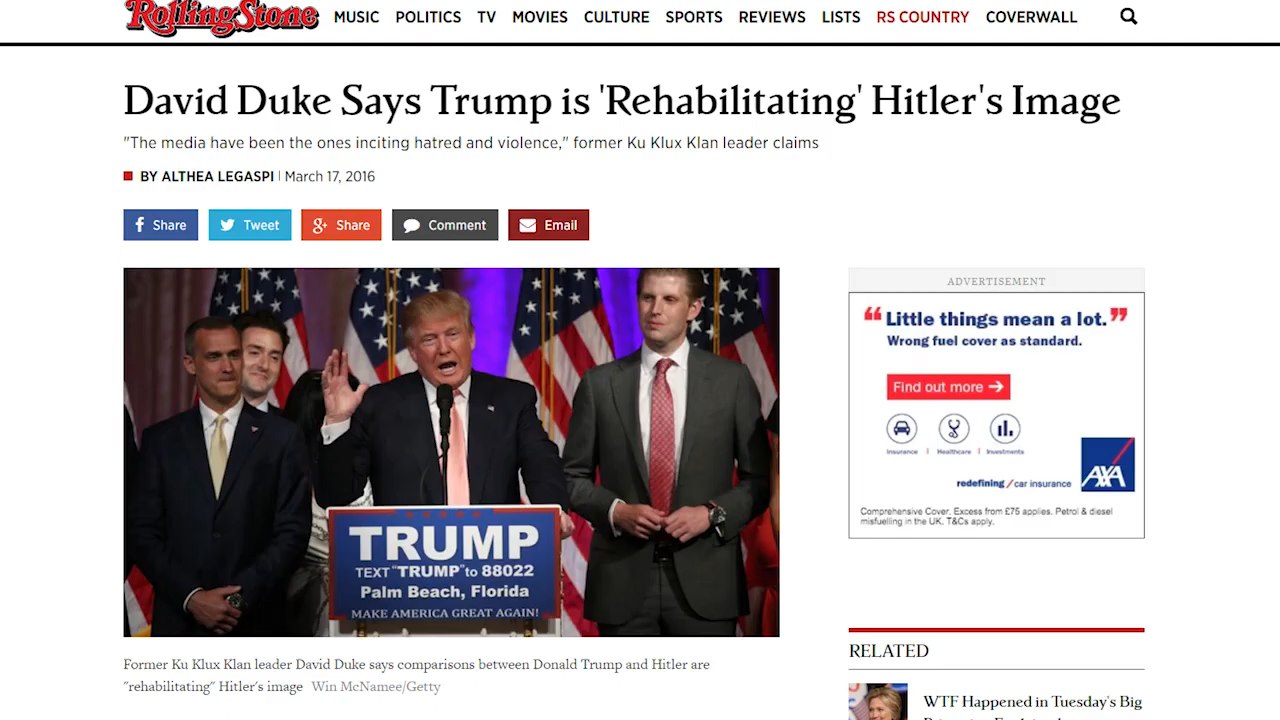 RollingStone
MUSIC POLITICS TV MOVIES CULTURE SPORTS REVIEWS LISTS RS COUNTRY COVERWALL
David Duke Says Trump is 'Rehabilitating' Hitler's Image
"The media have been the ones inciting hatred and violence," former Ku Klux Klan leader claims
BY ALTHEA LEGASPI | March 17, 2016
Share Tweet Share Comment Email
TRUMP
TEXT "TRUMP" to 88022
Palm Beach, Florida
MAKE AMERICA GREAT AGAIN!
Former Ku Klux Klan leader David Duke says comparisons between Donald Trump and Hitler are
"rehabilitating" Hitler's image Win McNamee/Getty
ADVERTISEMENT
“Little things mean a lot.”
Wrong fuel cover as standard.
Find out more →
Insurance | Healthcare | Investments
AXA
redefining / car insurance
Comprehensive Cover. Excess from £75 applies. Petrol & diesel
misfuelling in the UK. T&Cs apply.
RELATED
WTF Happened in Tuesday's Big